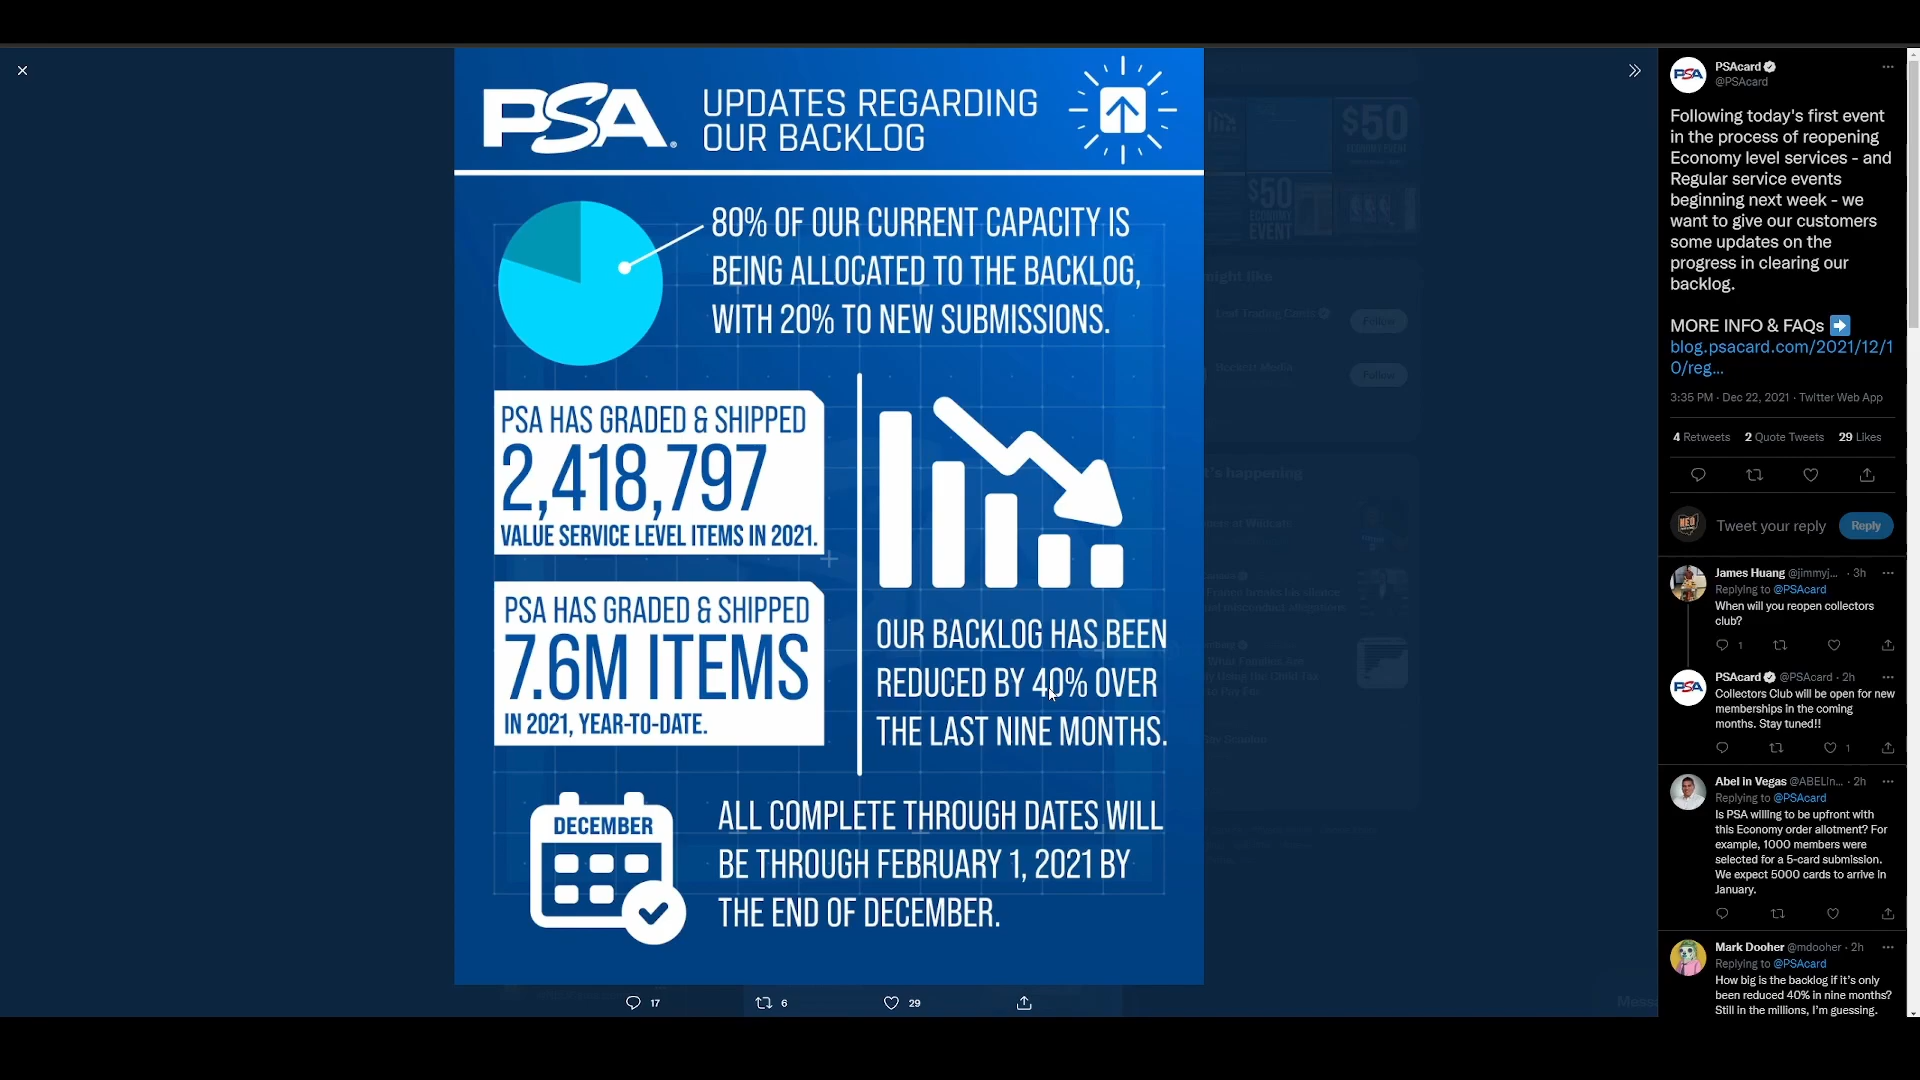 PSA
UPDATES REGARDING
OUR BACKLOG
80% OF OUR CURRENT CAPACITY IS
BEING ALLOCATED TO THE BACKLOG,
WITH 20% TO NEW SUBMISSIONS.
PSA HAS GRADED & SHIPPED
2,418,797
VALUE SERVICE LEVEL ITEMS IN 2021.
PSA HAS GRADED & SHIPPED
7.6M ITEMS
IN 2021, YEAR-TO-DATE.
OUR BACKLOG HAS BEEN
REDUCED BY 40% OVER
THE LAST NINE MONTHS.
DECEMBER
ALL COMPLETE THROUGH DATES WILL
BE THROUGH FEBRUARY 1, 2021 BY
THE END OF DECEMBER.
17
6
29
$50
ECONOMY EVENT
$50
ECONOMY
EVENT
might like
Follow
Follow
PSA
PSAcard
@PSAcard
Following today's first event
in the process of reopening
Economy level services - and
Regular service events
beginning next week - we
want to give our customers
some updates on the
progress in clearing our
backlog.
MORE INFO & FAQs ➡
blog.psacard.com/2021/12/1
0/reg...
3:35 PM · Dec 22, 2021 · Twitter Web App
4 Retweets 2 Quote Tweets 29 Likes
Tweet your reply
Reply
James Huang @jimmyj... · 3h
Replying to @PSAcard
When will you reopen collectors
club?
1
PSA
PSAcard @PSAcard · 2h
Collectors Club will be open for new
memberships in the coming
months. Stay tuned!!
1
Abel in Vegas @ABELin... · 2h
Replying to @PSAcard
Is PSA willing to be upfront with
this Economy order allotment? For
example, 1000 members were
selected for a 5-card submission.
We expect 5000 cards to arrive in
January.
Mark Dooher @mdooher · 2h
Replying to @PSAcard
How big is the backlog if it's only
been reduced 40% in nine months?
Still in the millions, I'm guessing.